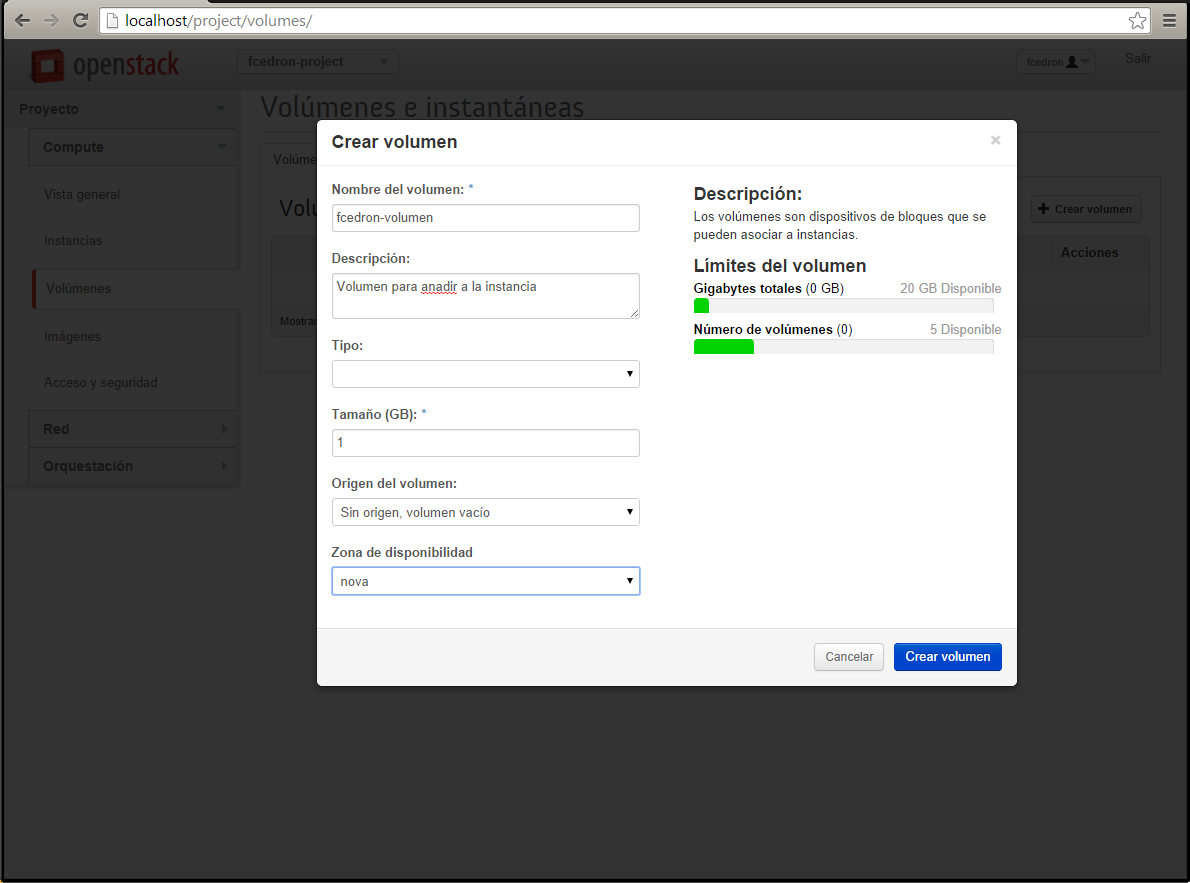 localhost/project/volumes/
openstack
fcedron-project
fcedron
Salir
Proyecto
Compute
Vista general
Instancias
Volúmenes
Imágenes
Acceso y seguridad
Red
Orquestación
Volúmenes e instantáneas
Volúme
Volú
Crear volumen
Acciones
Mostran
Crear volumen
×
Nombre del volumen: *
fcedron-volumen
Descripción:
Volumen para anadir a la instancia
Tipo:
Tamaño (GB): *
1
Origen del volumen:
Sin origen, volumen vacío
Zona de disponibilidad
nova
Descripción:
Los volúmenes son dispositivos de bloques que se
pueden asociar a instancias.
Límites del volumen
Gigabytes totales (0 GB) 20 GB Disponible
Número de volúmenes (0) 5 Disponible
Cancelar
Crear volumen